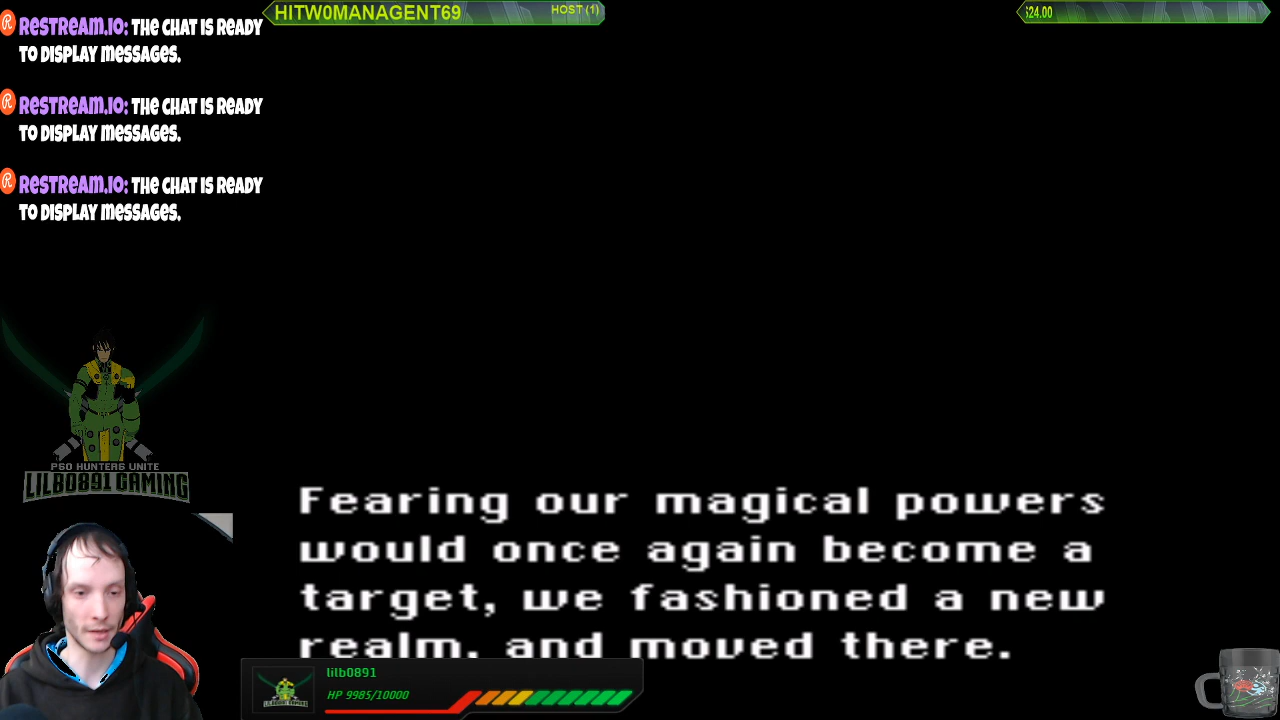 RESTREAM.IO: THE CHAT IS READY
TO DISPLAY MESSAGES.
RESTREAM.IO: THE CHAT IS READY
TO DISPLAY MESSAGES.
RESTREAM.IO: THE CHAT IS READY
TO DISPLAY MESSAGES.
HITW0MANAGENT69
HOST (1)
$24.00
PSO HUNTERS UNITE
LILB0891 GAMING
Fearing our magical powers
would once again become a
target, we fashioned a new
realm, and moved there.
lilb0891
HP 9985/10000